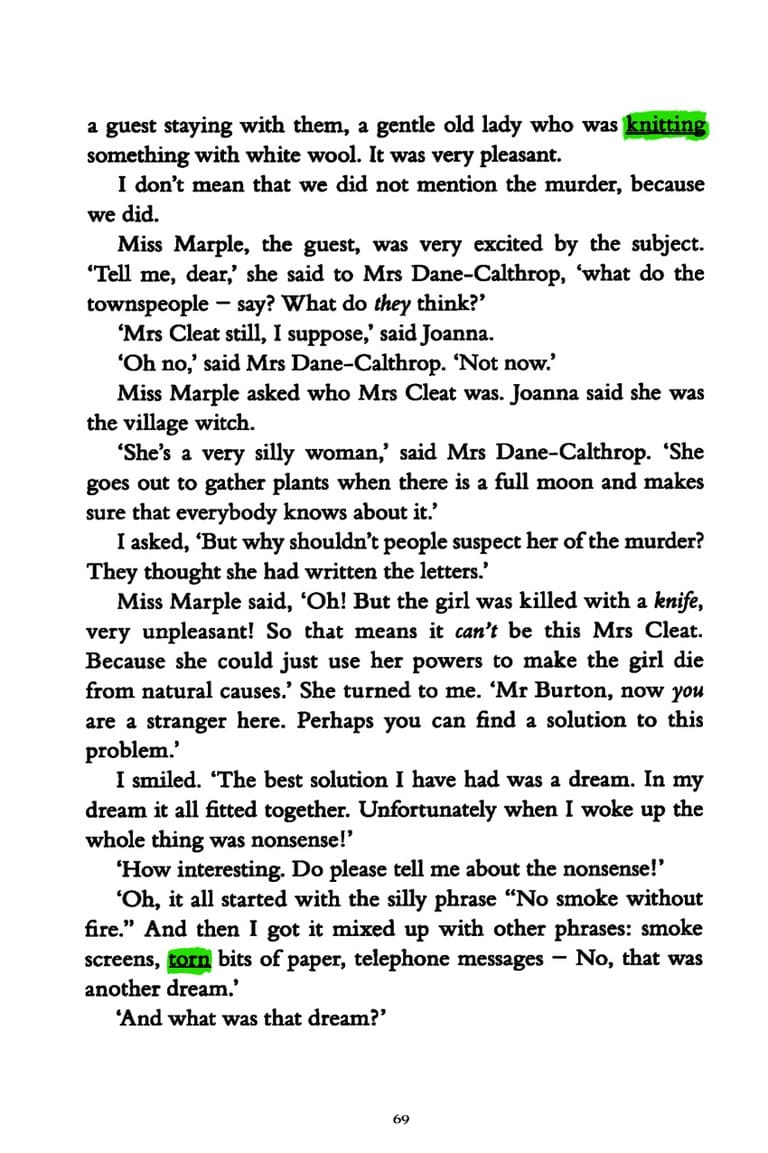 a guest staying with them, a gentle old lady who was knitting
something with white wool. It was very pleasant.
I don’t mean that we did not mention the murder, because
we did.
Miss Marple, the guest, was very excited by the subject.
‘Tell me, dear,’ she said to Mrs Dane-Calthrop, ‘what do the
townspeople – say? What do they think?’
‘Mrs Cleat still, I suppose,’ said Joanna.
‘Oh no,’ said Mrs Dane-Calthrop. ‘Not now.’
Miss Marple asked who Mrs Cleat was. Joanna said she was
the village witch.
‘She’s a very silly woman,’ said Mrs Dane-Calthrop. ‘She
goes out to gather plants when there is a full moon and makes
sure that everybody knows about it.’
I asked, ‘But why shouldn’t people suspect her of the murder?
They thought she had written the letters.’
Miss Marple said, ‘Oh! But the girl was killed with a knife,
very unpleasant! So that means it can’t be this Mrs Cleat.
Because she could just use her powers to make the girl die
from natural causes.’ She turned to me. ‘Mr Burton, now you
are a stranger here. Perhaps you can find a solution to this
problem.’
I smiled. ‘The best solution I have had was a dream. In my
dream it all fitted together. Unfortunately when I woke up the
whole thing was nonsense!’
‘How interesting. Do please tell me about the nonsense!’
‘Oh, it all started with the silly phrase “No smoke without
fire.” And then I got it mixed up with other phrases: smoke
screens, torn bits of paper, telephone messages – No, that was
another dream.’
‘And what was that dream?’
69